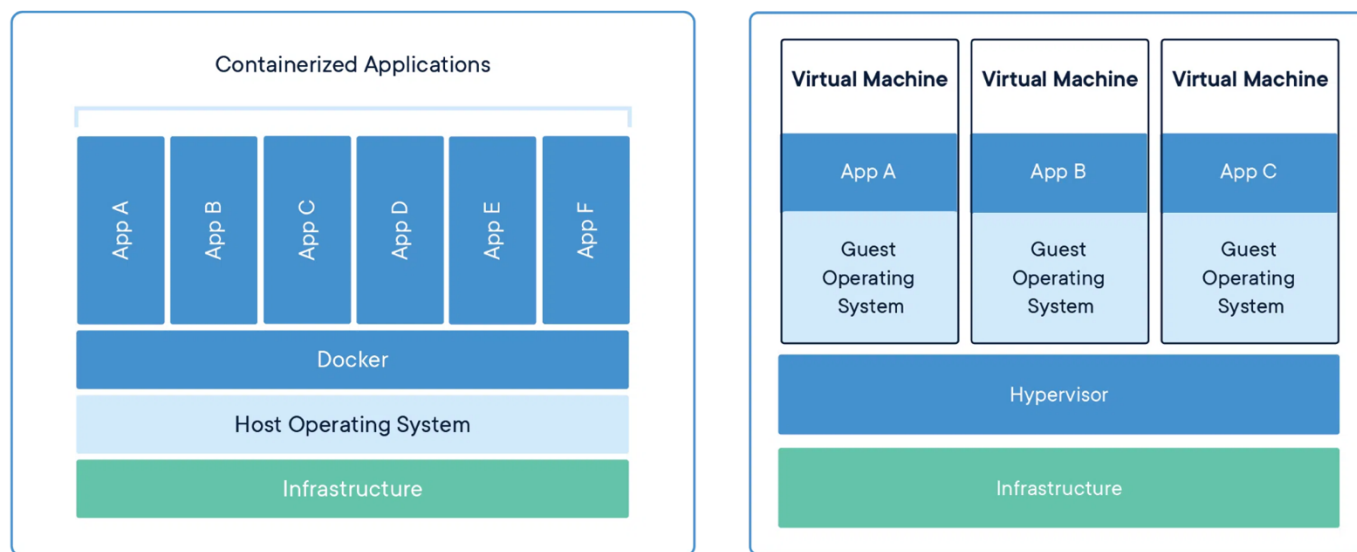 Containerized Applications
App A
App B
App C
App D
App E
App F
Docker
Host Operating System
Infrastructure
Virtual Machine
App A
Guest
Operating
System
Virtual Machine
App B
Guest
Operating
System
Virtual Machine
App C
Guest
Operating
System
Hypervisor
Infrastructure